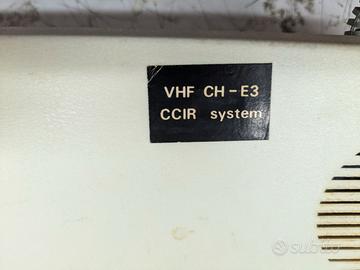 VHF CH-E3
CCIR system
subito